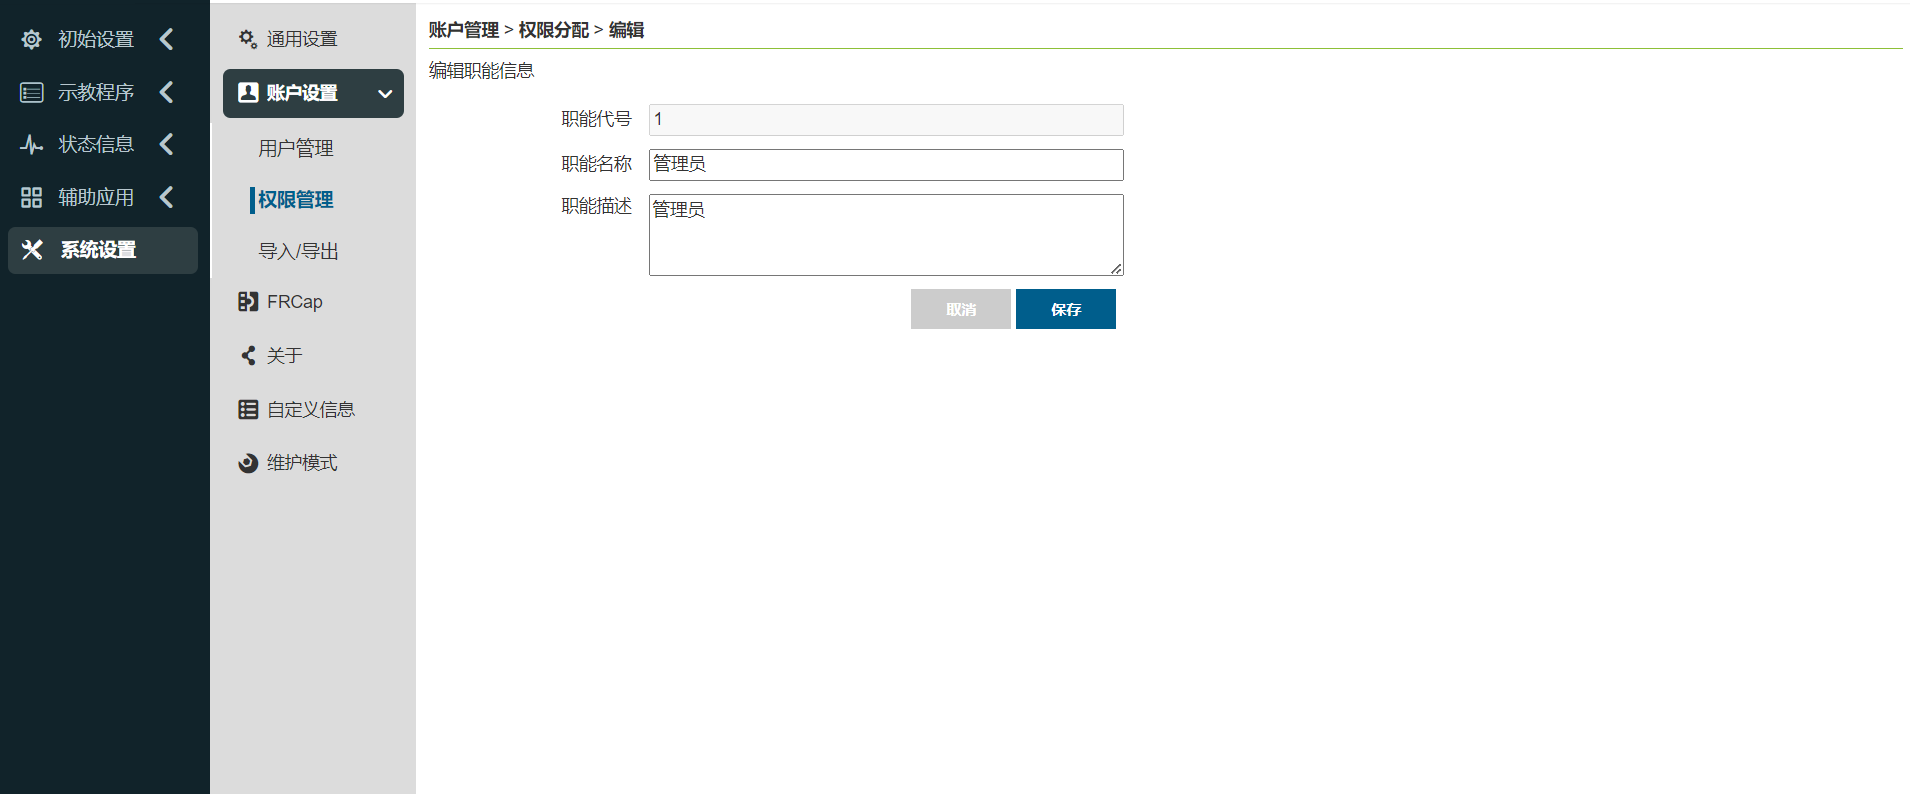 初始设置
示教程序
状态信息
辅助应用
系统设置
通用设置
账户设置
用户管理
权限管理
导入/导出
FRCap
关于
自定义信息
维护模式
账户管理 > 权限分配 > 编辑
编辑职能信息
职能代号 1
职能名称 管理员
职能描述 管理员
取消 保存